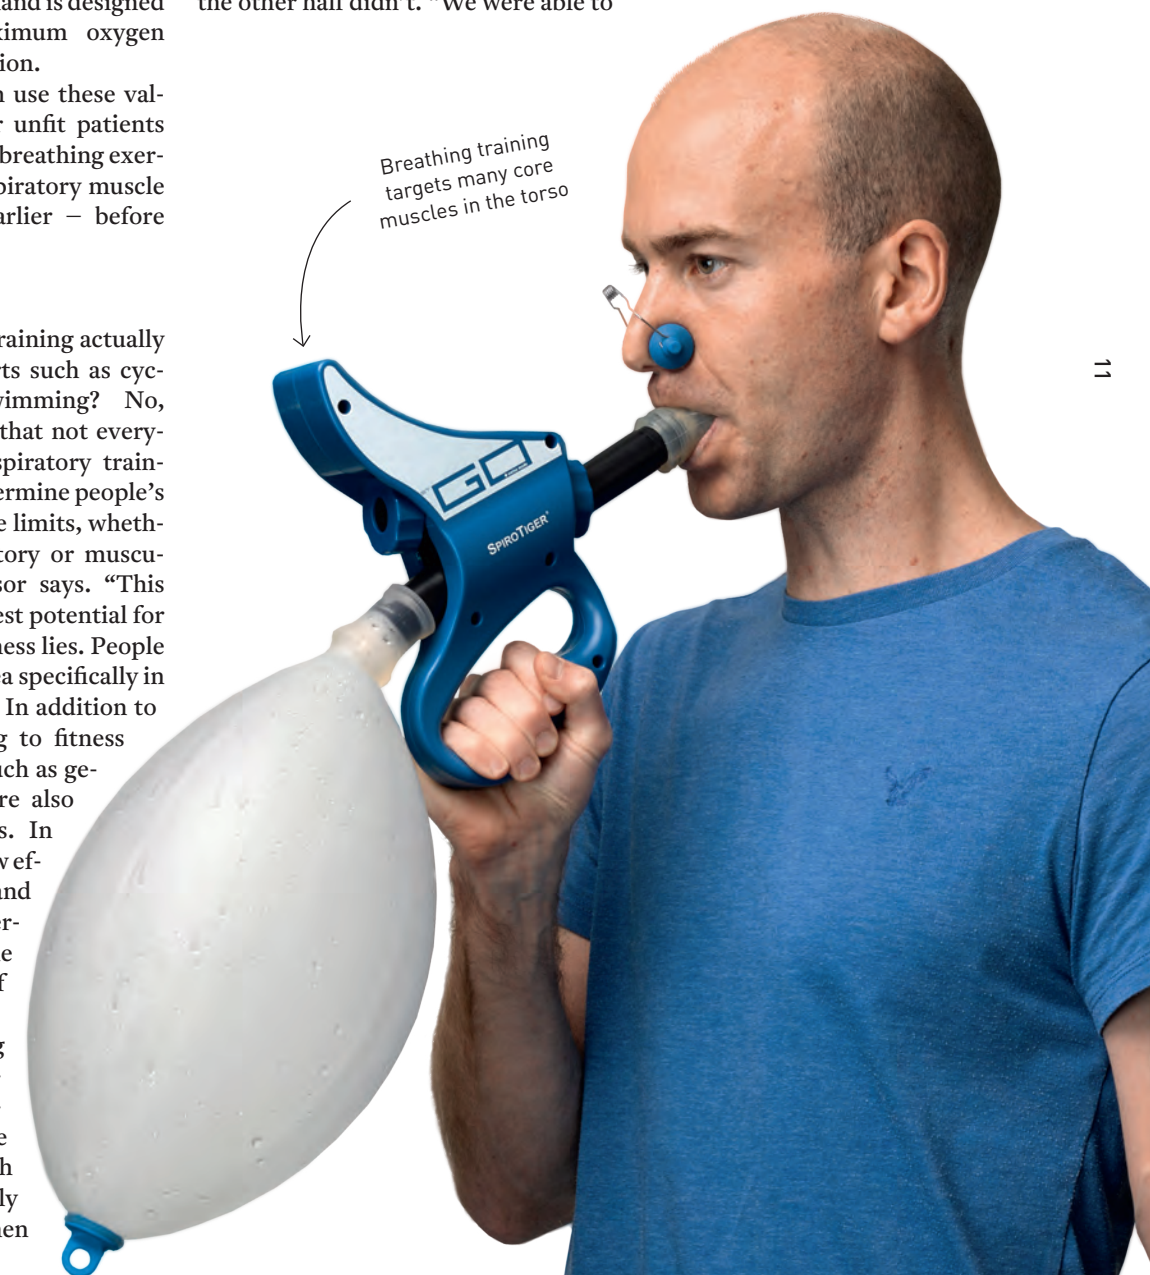 and is designed
ximum oxygen
ion.
n use these val-
r unfit patients
breathing exer-
piratory muscle
arlier – before
raining actually
rts such as cyc-
vimming? No,
that not every-
spiratory train-
ermine people's
e limits, wheth-
tory or muscu-
sor says. “This
est potential for
ness lies. People
ea specifically in
In addition to
g to fitness
uch as ge-
re also
s. In
w ef-
and
er-
e
f
g
e
h
ly
hen
the other half didn't. “We were able to
Breathing training
targets many core
muscles in the torso
GO
SPIROTIGER®
11